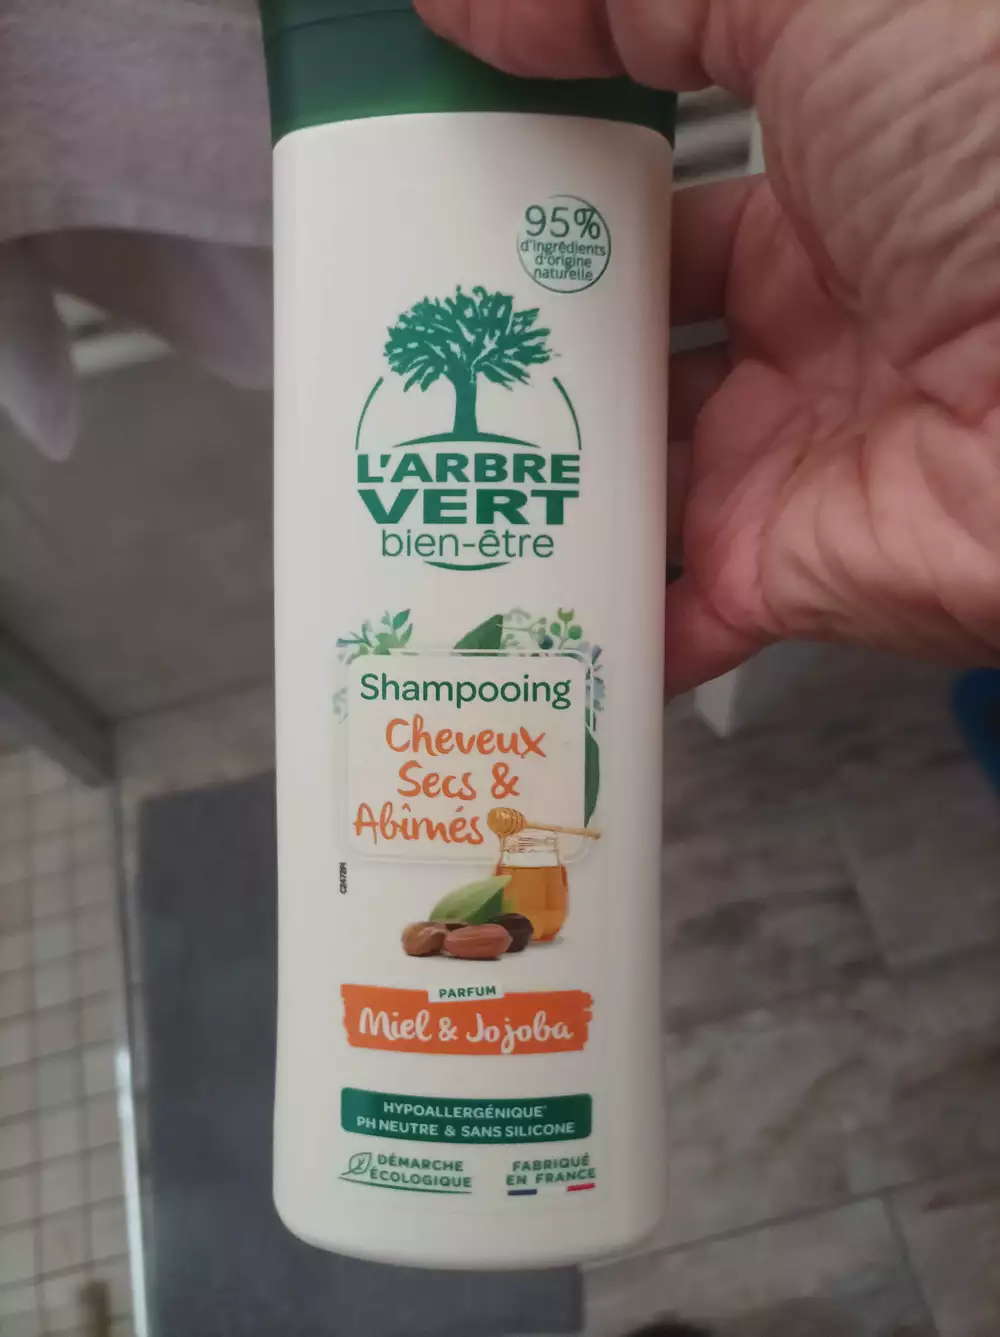 95%
d'ingrédients
d'origine
naturelle
L'ARBRE
VERT
bien-être
Shampooing
Cheveux
Secs &
Abîmés
C2472PI
PARFUM
Miel & Jojoba
HYPOALLERGÉNIQUE*
PH NEUTRE & SANS SILICONE
DÉMARCHE
ÉCOLOGIQUE
FABRIQUÉ
EN FRANCE